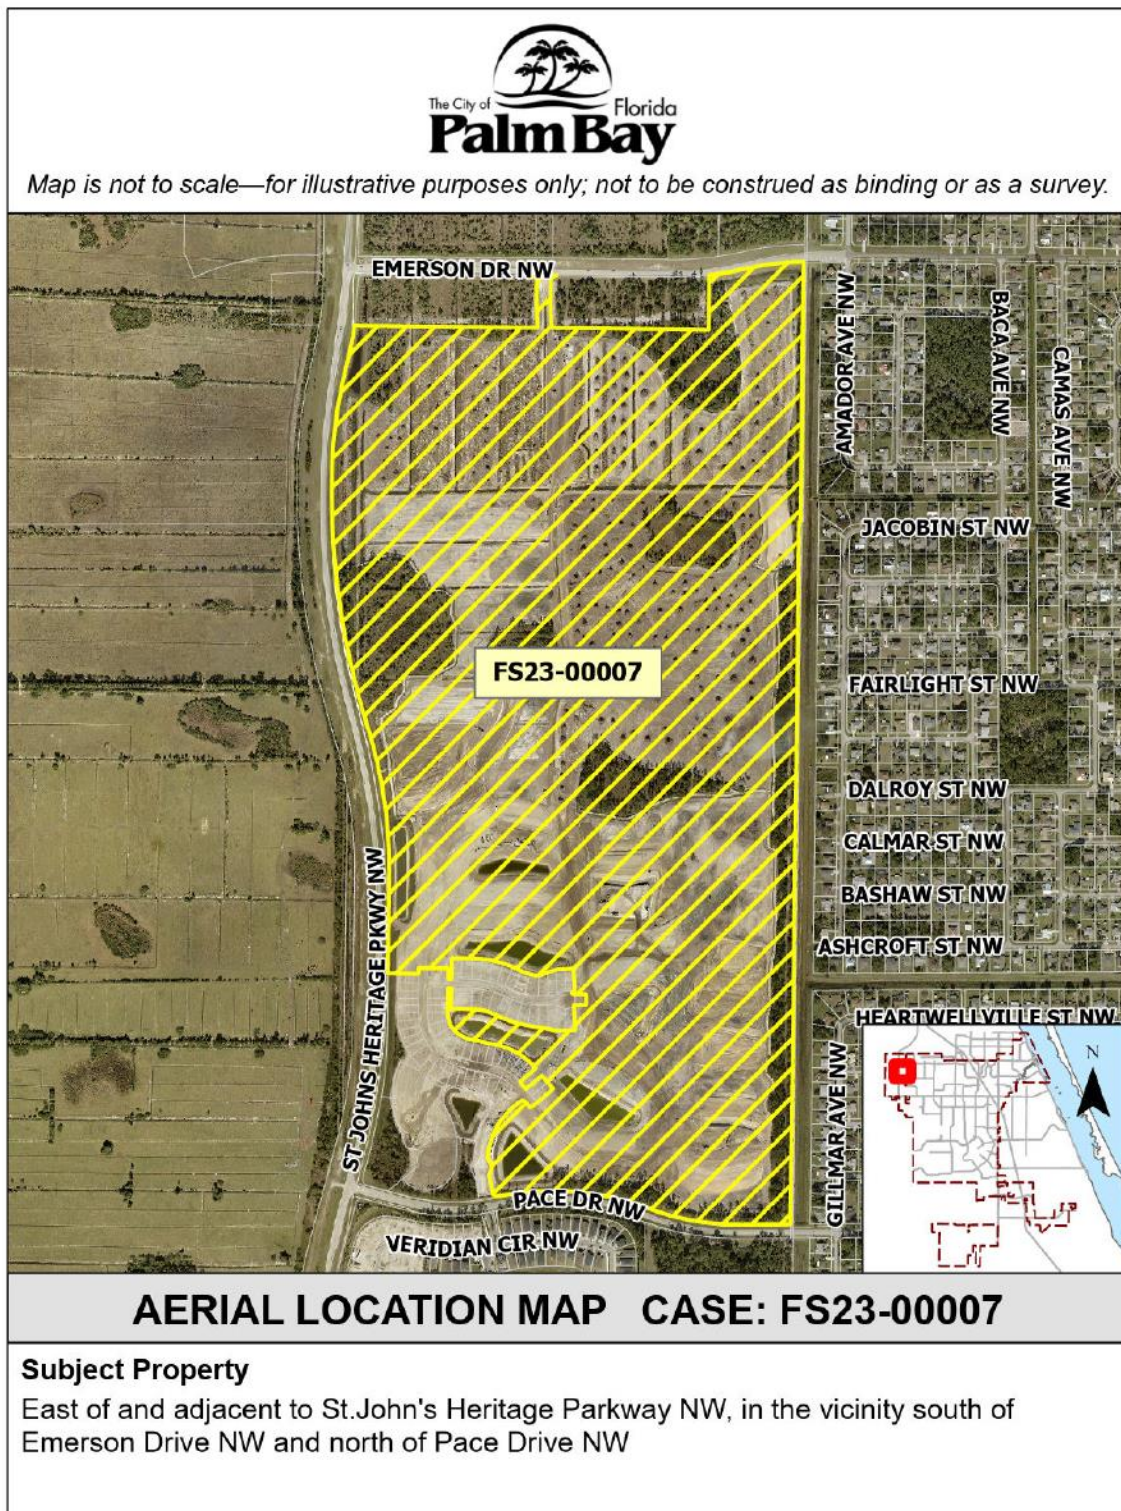 The City of Florida
Palm Bay
Map is not to scale—for illustrative purposes only; not to be construed as binding or as a survey.
EMERSON DR NW
AMADOR AVE NW
BACA AVE NW
CAMAS AVE NW
JACOBIN ST NW
FS23-00007
FAIRLIGHT ST NW
DALROY ST NW
CALMAR ST NW
BASHAW ST NW
ASHCROFT ST NW
ST JOHNS HERITAGE PKWY NW
HEARTWELLVILLE ST NW
GILLMAR AVE NW
N
PACE DR NW
VERIDIAN CIR NW
AERIAL LOCATION MAP CASE: FS23-00007
Subject Property
East of and adjacent to St.John's Heritage Parkway NW, in the vicinity south of
Emerson Drive NW and north of Pace Drive NW